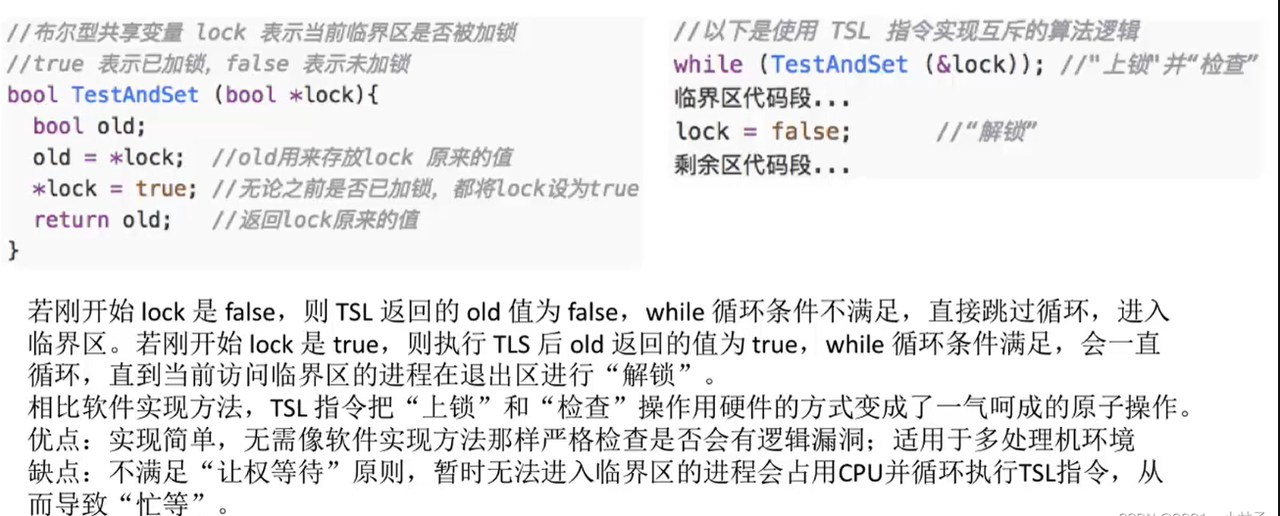 //布尔型共享变量 lock 表示当前临界区是否被加锁
//true 表示已加锁，false 表示未加锁
bool TestAndSet (bool *lock){
bool old;
old = *lock; //old用来存放lock 原来的值
*lock = true; //无论之前是否已加锁，都将lock设为true
return old; //返回lock原来的值
}
//以下是使用 TSL 指令实现互斥的算法逻辑
while (TestAndSet (&lock)); //"上锁"并“检查”
临界区代码段...
lock = false; //“解锁”
剩余区代码段...
若刚开始 lock 是 false，则 TSL 返回的 old 值为 false，while 循环条件不满足，直接跳过循环，进入
临界区。若刚开始 lock 是 true，则执行 TLS 后 old 返回的值为 true，while 循环条件满足，会一直
循环，直到当前访问临界区的进程在退出区进行“解锁”。
相比软件实现方法，TSL 指令把“上锁”和“检查”操作用硬件的方式变成了一气呵成的原子操作。
优点：实现简单，无需像软件实现方法那样严格检查是否会有逻辑漏洞；适用于多处理机环境
缺点：不满足“让权等待”原则，暂时无法进入临界区的进程会占用CPU并循环执行TSL指令，从
而导致“忙等”。